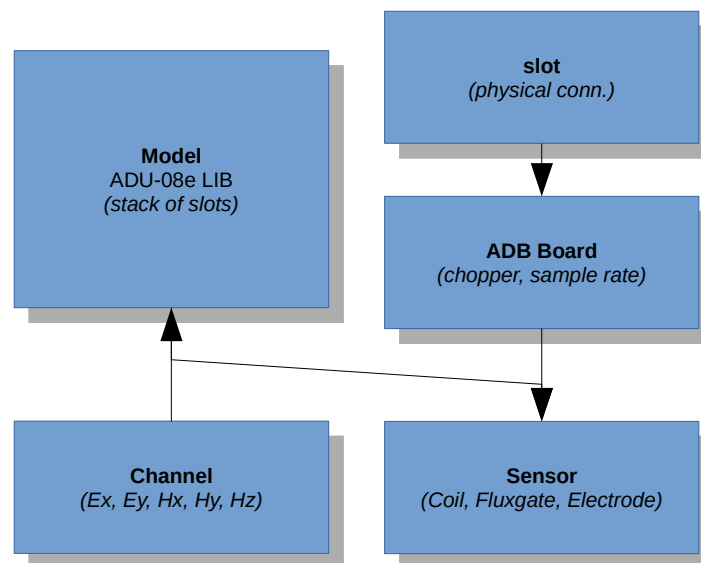 Model
ADU-08e LIB
(stack of slots)
slot
(physical conn.)
ADB Board
(chopper, sample rate)
Channel
(Ex, Ey, Hx, Hy, Hz)
Sensor
(Coil, Fluxgate, Electrode)